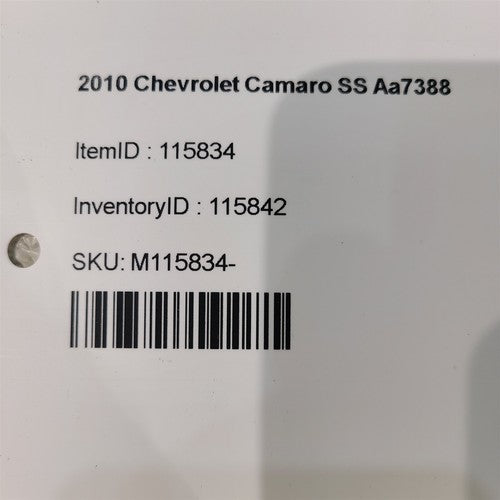 2010 Chevrolet Camaro SS Aa7388
ItemID : 115834
InventoryID : 115842
SKU: M115834-